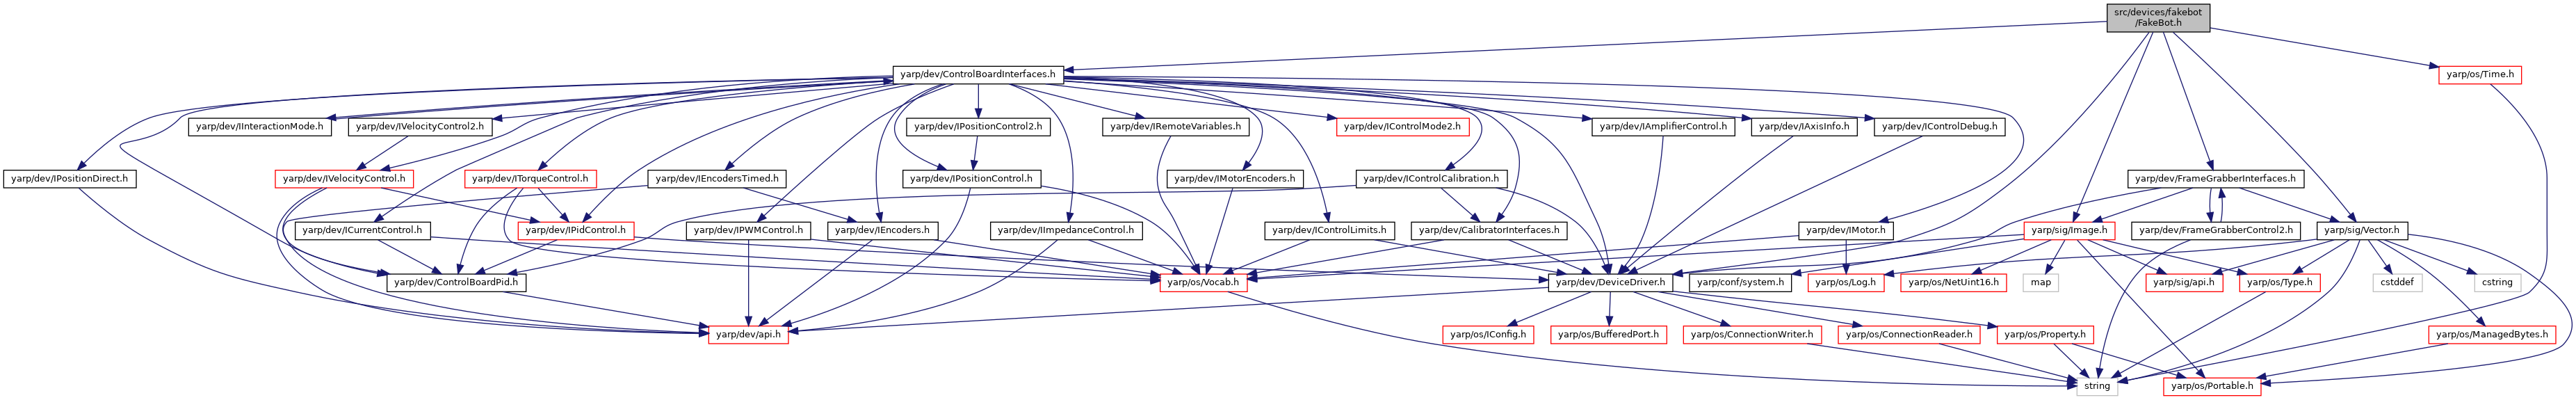 src/devices/fakebot
/FakeBot.h
yarp/dev/ControlBoardInterfaces.h
yarp/os/Time.h
yarp/dev/IInteractionMode.h
yarp/dev/IVelocityControl2.h
yarp/dev/IPositionControl2.h
yarp/dev/IRemoteVariables.h
yarp/dev/IControlMode2.h
yarp/dev/IAmplifierControl.h
yarp/dev/IAxisInfo.h
yarp/dev/IControlDebug.h
yarp/dev/IPositionDirect.h
yarp/dev/IVelocityControl.h
yarp/dev/ITorqueControl.h
yarp/dev/IEncodersTimed.h
yarp/dev/IPositionControl.h
yarp/dev/IMotorEncoders.h
yarp/dev/IControlCalibration.h
yarp/dev/FrameGrabberInterfaces.h
yarp/dev/ICurrentControl.h
yarp/dev/IPidControl.h
yarp/dev/IPWMControl.h
yarp/dev/IEncoders.h
yarp/dev/IImpedanceControl.h
yarp/dev/IControlLimits.h
yarp/dev/CalibratorInterfaces.h
yarp/dev/IMotor.h
yarp/sig/Image.h
yarp/dev/FrameGrabberControl2.h
yarp/sig/Vector.h
yarp/dev/ControlBoardPid.h
yarp/os/Vocab.h
yarp/dev/DeviceDriver.h
yarp/conf/system.h
yarp/os/Log.h
yarp/os/NetUint16.h
map
yarp/sig/api.h
yarp/os/Type.h
cstddef
cstring
yarp/dev/api.h
yarp/os/IConfig.h
yarp/os/BufferedPort.h
yarp/os/ConnectionWriter.h
yarp/os/ConnectionReader.h
yarp/os/Property.h
yarp/os/ManagedBytes.h
string
yarp/os/Portable.h